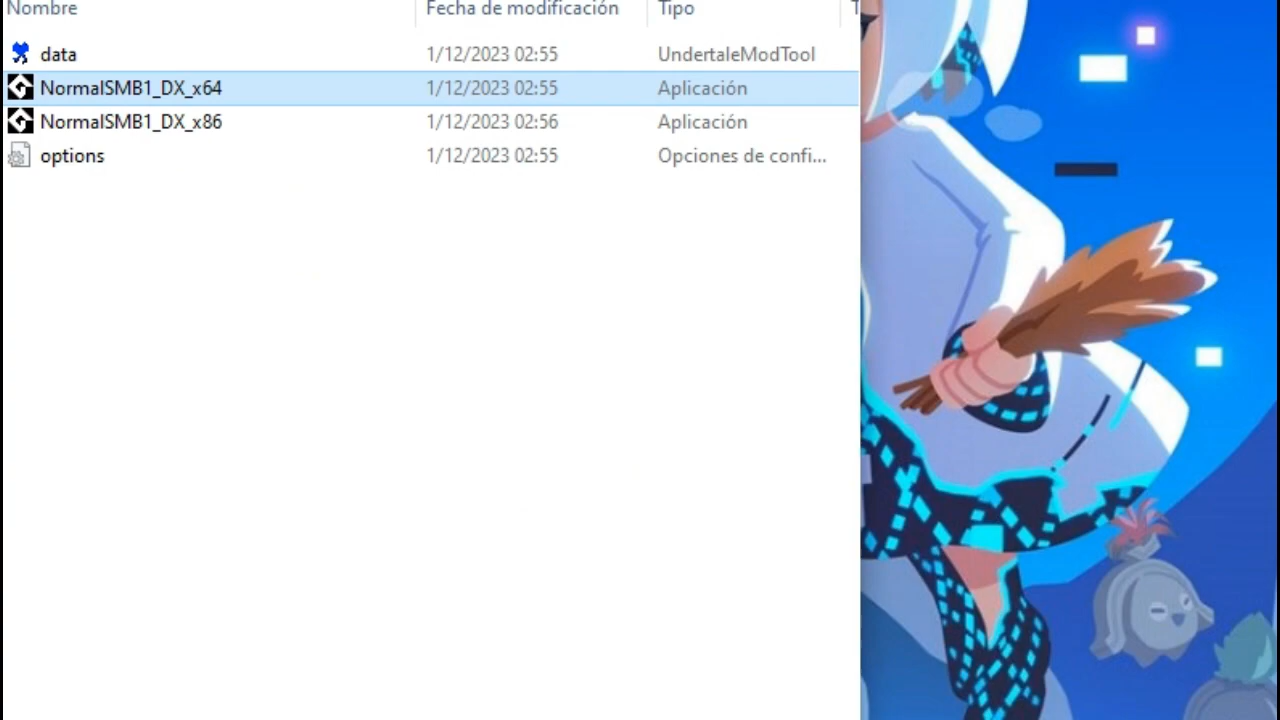 Nombre Fecha de modificación Tipo T
data 1/12/2023 02:55 UndertaleModTool
NormalSMB1_DX_x64 1/12/2023 02:55 Aplicación
NormalSMB1_DX_x86 1/12/2023 02:56 Aplicación
options 1/12/2023 02:55 Opciones de confi...